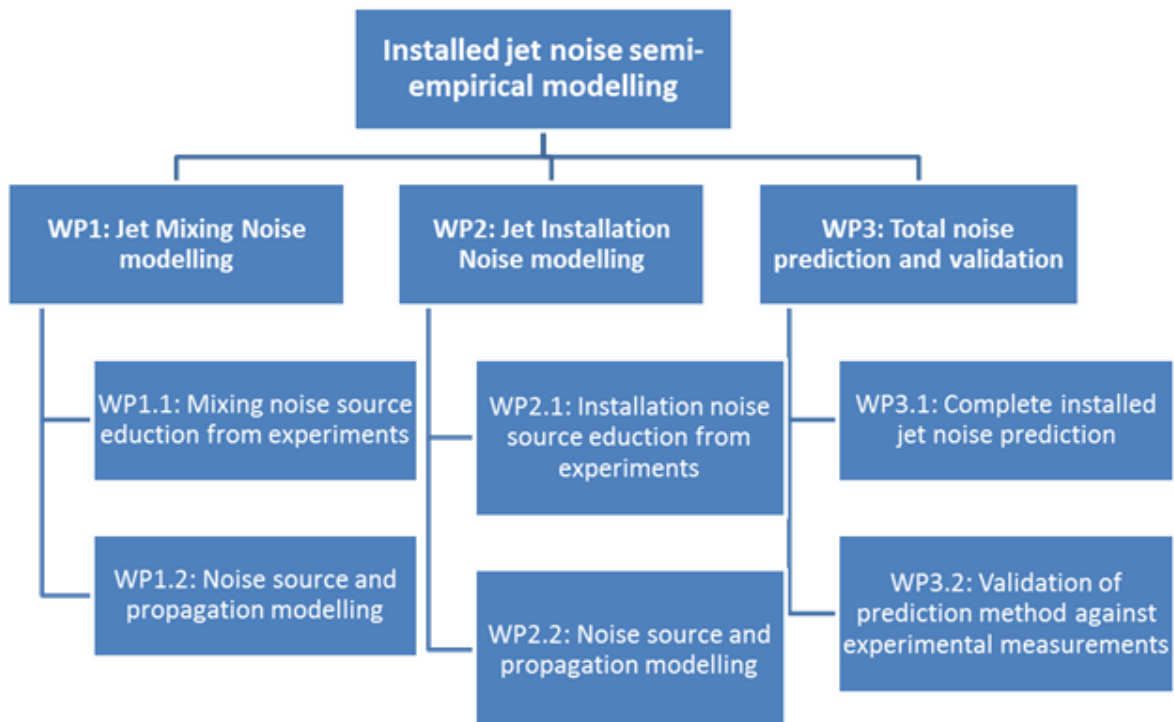 Installed jet noise semi-
empirical modelling
WP1: Jet Mixing Noise
modelling
WP2: Jet Installation
Noise modelling
WP3: Total noise
prediction and validation
WP1.1: Mixing noise source
eduction from experiments
WP1.2: Noise source and
propagation modelling
WP2.1: Installation noise
source eduction from
experiments
WP2.2: Noise source and
propagation modelling
WP3.1: Complete installed
jet noise prediction
WP3.2: Validation of
prediction method against
experimental measurements